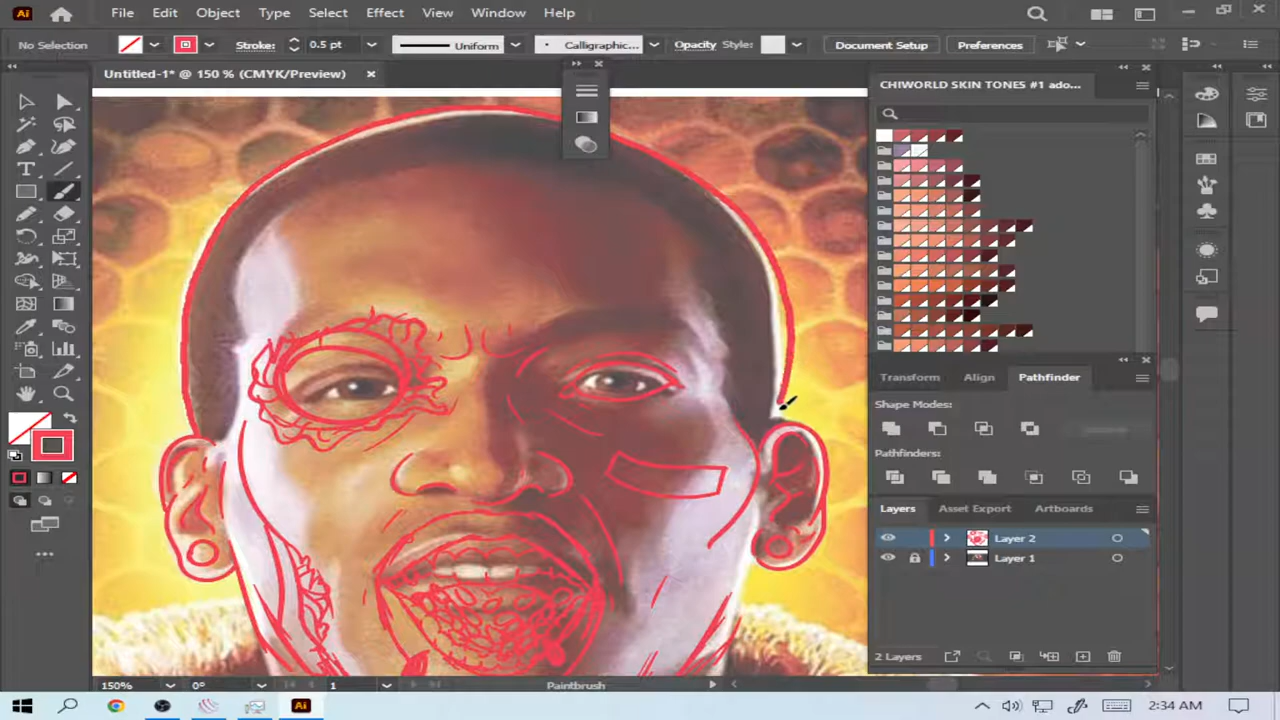 Ai File Edit Object Type Select Effect View Window Help
No Selection Stroke: 0.5 pt Uniform Calligraphic... Opacity Style: Document Setup Preferences
Untitled-1* @ 150 % (CMYK/Preview)
CHIWORLD SKIN TONES #1 ado...
Transform Align Pathfinder
Shape Modes:
Pathfinders:
Layers Asset Export Artboards
Layer 2
Layer 1
2 Layers
150% 0° 1 Paintbrush
Ai 2:34 AM